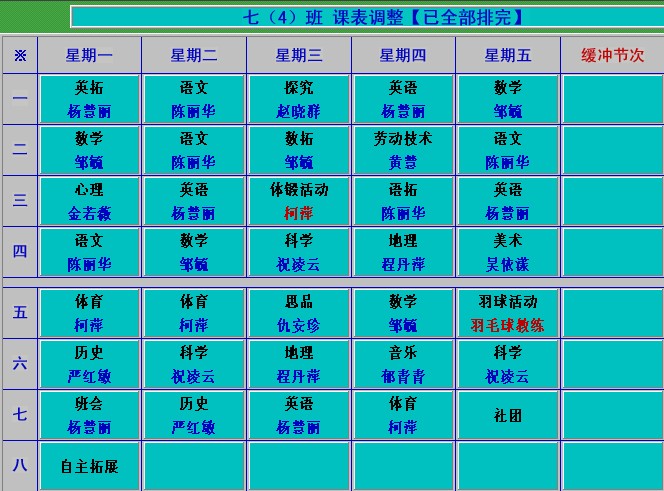 七（4）班 课表调整【已全部排完】
※ 星期一 星期二 星期三 星期四 星期五 缓冲节次
一 英拓 语文 探究 英语 数学
杨慧丽 陈丽华 赵晓群 杨慧丽 邹毓
二 数学 语文 数拓 劳动技术 语文
邹毓 陈丽华 邹毓 黄慧 陈丽华
三 心理 英语 体锻活动 语拓 英语
金若薇 杨慧丽 柯萍 陈丽华 杨慧丽
四 语文 数学 科学 地理 美术
陈丽华 邹毓 祝凌云 程丹萍 吴依漾
五 体育 体育 思品 数学 羽球活动
柯萍 柯萍 仇安珍 邹毓 羽毛球教练
六 历史 科学 地理 音乐 科学
严红敏 祝凌云 程丹萍 郁青青 祝凌云
七 班会 历史 英语 体育 社团
杨慧丽 严红敏 杨慧丽 柯萍
八 自主拓展